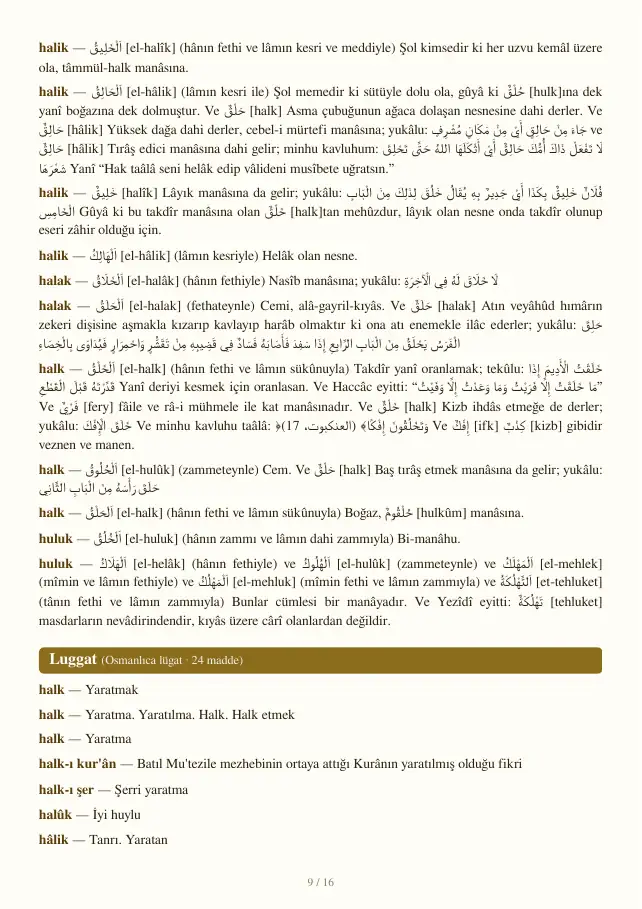 halik — اَلْخَلِيقُ [el-halîk] (hânın fethi ve lâmın kesri ve meddiyle) Şol kimsedir ki her uzvu kemâl üzere
ola, tâmmül-halk manâsına.
halik — اَلْحَالِقُ [el-hâlik] (lâmın kesri ile) Şol memedir ki sütüyle dolu ola, gûyâ ki حُلْقٌ [hulk]ına dek
yanî boğazına dek dolmuştur. Ve حَلْقٌ [halk] Asma çubuğunun ağaca dolaşan nesnesine dahi derler. Ve
حَالِقٌ [hâlik] Yüksek dağa dahi derler, cebel-i mürtefi manâsına; yukâlu: جَاءَ مِنْ حَالِقٍ أَيْ مِنْ مَكَانٍ مُشْرِفٍ ve
حَالِقٌ [hâlik] Tırâş edici manâsına dahi gelir; minhu kavluhum: لَا تَفْعَلْ ذَاكَ أُمُّكَ حَالِقٌ أَيْ أَثْكَلَهَا اللهُ حَتَّى تَحْلِقَ
شَعْرَهَا Yanî “Hak taâlâ seni helâk edip vâlideni musîbete uğratsın.”
halik — خَلِيقٌ [halîk] Lâyık manâsına da gelir; yukâlu: فُلَانٌ خَلِيقٌ بِكَذَا أَيْ جَدِيرٌ بِهِ يُقَالُ خَلُقَ لِذَلِكَ مِنَ الْبَابِ
الْخَامِسِ Gûyâ ki bu takdîr manâsına olan خَلْقٌ [halk]tan mehûzdur, lâyık olan nesne onda takdîr olunup
eseri zâhir olduğu için.
halik — اَلْهَالِكُ [el-hâlik] (lâmın kesriyle) Helâk olan nesne.
halak — اَلْخَلَاقُ [el-halâk] (hânın fethiyle) Nasîb manâsına; yukâlu: لَا خَلَاقَ لَهُ فِي الْآخِرَةِ
halak — اَلْحَلَقُ [el-halak] (fethateynle) Cemi, alâ-gayril-kıyâs. Ve حَلَقٌ [halak] Atın veyâhûd hımârın
zekeri dişisine aşmakla kızarıp kavlayıp harâb olmaktır ki ona atı enemekle ilâc ederler; yukâlu: حَلِقَ
الْفَرَسُ يَحْلَقُ مِنَ الْبَابِ الرَّابِعِ إِذَا سَفِدَ فَأَصَابَهُ فَسَادٌ فِي قَضِيبِهِ مِنْ تَقَشُّرٍ وَاحْمِرَارٍ فَيُدَاوَى بِالْخِصَاءِ
halk — اَلْخَلْقُ [el-halk] (hânın fethi ve lâmın sükûnuyla) Takdîr yanî oranlamak; tekûlu: خَلَقْتُ الْأَدِيمَ إِذَا
قَدَّرْتَهُ قَبْلَ الْقَطْعِ Yanî deriyi kesmek için oranlasan. Ve Haccâc eyitti: “مَا خَلَقْتُ إِلَّا فَرَيْتُ وَمَا وَعَدْتُ إِلَّا وَفَيْتُ”
Ve فَرْيٌ [fery] fâile ve râ-i mühmele ile kat manâsınadır. Ve خَلْقٌ [halk] Kizb ihdâs etmeğe de derler;
yukâlu: خَلَقَ الْإِفْكَ Ve minhu kavluhu taâlâ: ﴿وَتَخْلُقُونَ إِفْكًا﴾ (العنكبوت، 17) Ve إِفْكٌ [ifk] كِذْبٌ [kizb] gibidir
veznen ve manen.
halk — اَلْحُلُوقُ [el-hulûk] (zammeteynle) Cem. Ve حَلْقٌ [halk] Baş tırâş etmek manâsına da gelir; yukâlu:
حَلَقَ رَأْسَهُ مِنَ الْبَابِ الثَّانِي
halk — اَلْحَلْقُ [el-halk] (hânın fethi ve lâmın sükûnuyla) Boğaz, حُلْقُومٌ [hulkûm] manâsına.
huluk — اَلْخُلُقُ [el-huluk] (hânın zammı ve lâmın dahi zammıyla) Bi-manâhu.
huluk — اَلْهَلَاكُ [el-helâk] (hânın fethiyle) ve اَلْهُلُوكُ [el-hulûk] (zammeteynle) ve اَلْمَهْلَكُ [el-mehlek]
(mîmin ve lâmın fethiyle) ve اَلْمَهْلُكُ [el-mehluk] (mîmin fethi ve lâmın zammıyla) ve اَلتَّهْلُكَةُ [et-tehluket]
(tânın fethi ve lâmın zammıyla) Bunlar cümlesi bir manâyadır. Ve Yezîdî eyitti: تَهْلُكَةٌ [tehluket]
masdarların nevâdirindendir, kıyâs üzere cârî olanlardan değildir.
Luggat (Osmanlıca lügat · 24 madde)
halk — Yaratmak
halk — Yaratma. Yaratılma. Halk. Halk etmek
halk — Yaratma
halk-ı kur'ân — Batıl Mu'tezile mezhebinin ortaya attığı Kurânın yaratılmış olduğu fikri
halk-ı şer — Şerri yaratma
halûk — İyi huylu
hâlik — Tanrı. Yaratan
9 / 16